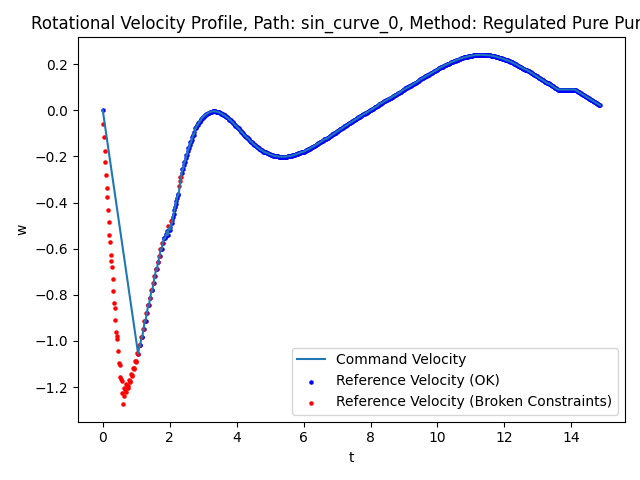 Rotational Velocity Profile, Path: sin_curve_0, Method: Regulated Pure
w
0.2
0.0
−0.2
−0.4
−0.6
−0.8
−1.0
−1.2
Command Velocity
Reference Velocity (OK)
Reference Velocity (Broken Constraints)
0 2 4 6 8 10 12 14
t